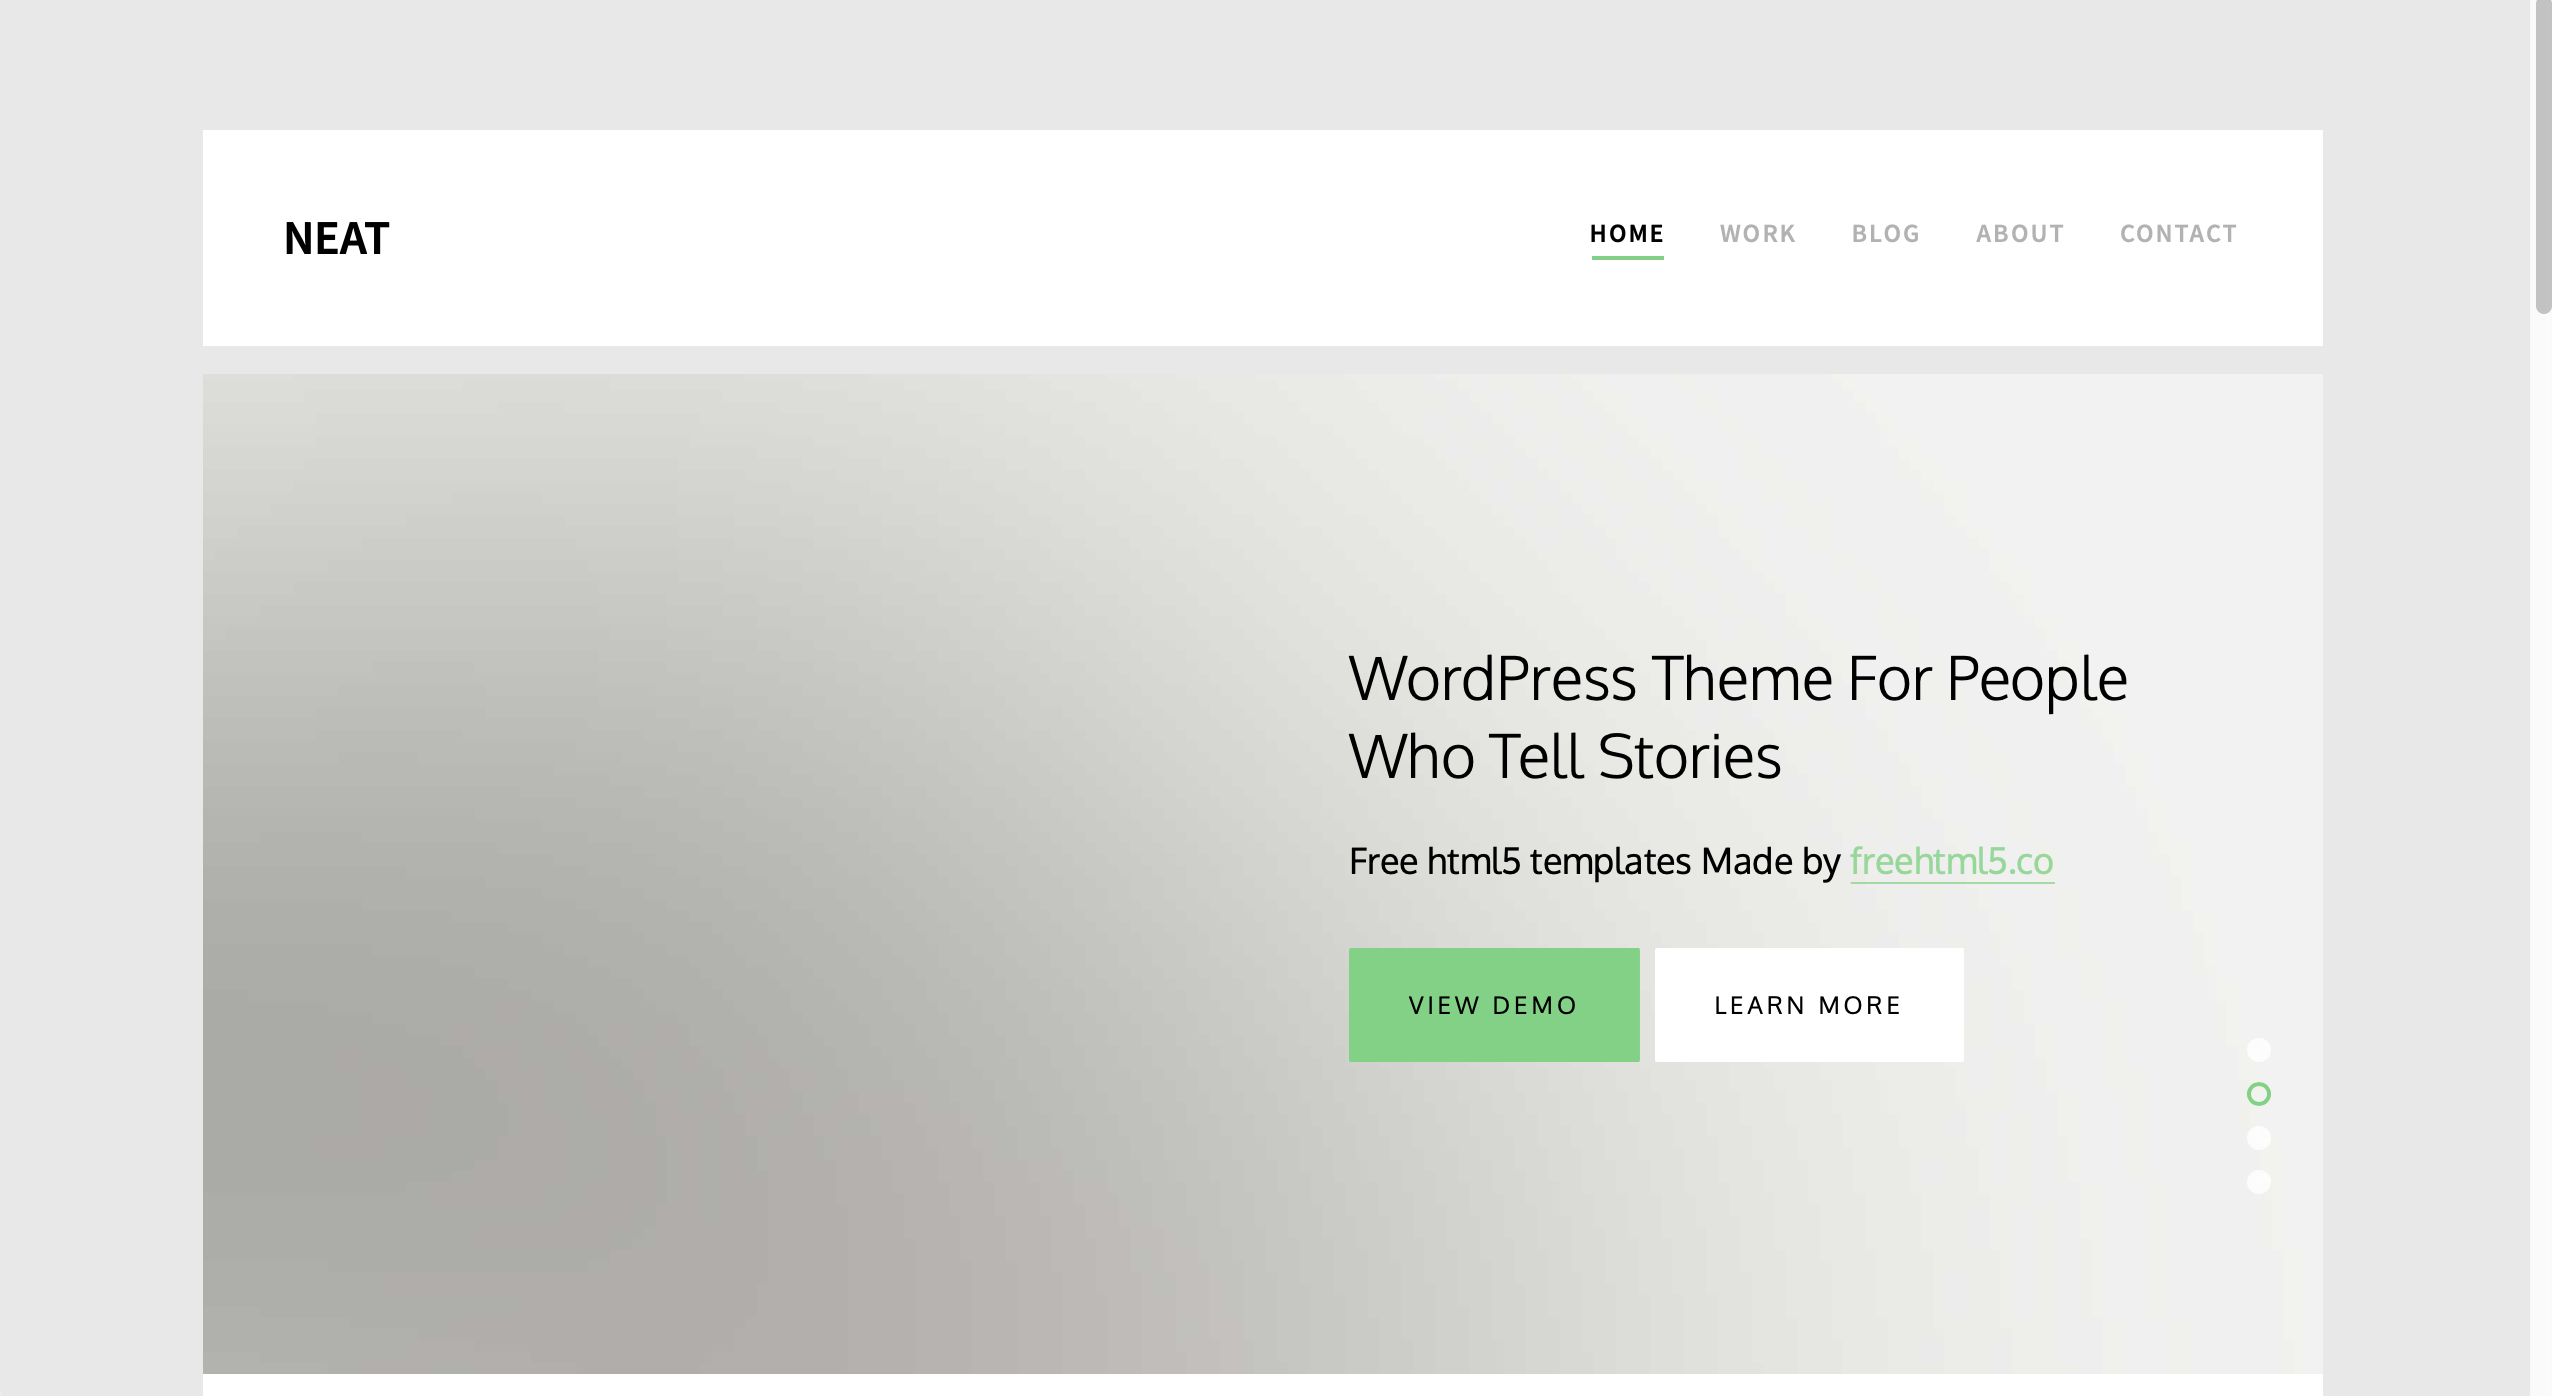 NEAT
HOME WORK BLOG ABOUT CONTACT
WordPress Theme For People
Who Tell Stories
Free html5 templates Made by freehtml5.co
VIEW DEMO LEARN MORE